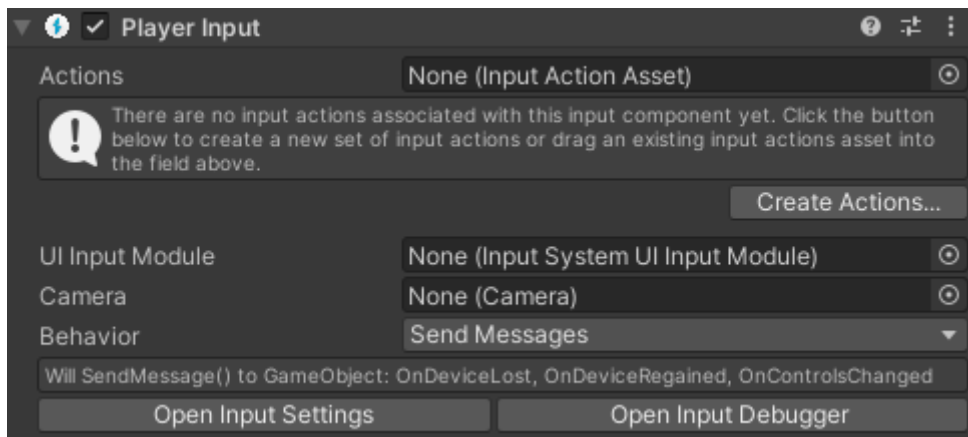 Player Input
Actions None (Input Action Asset)
There are no input actions associated with this input component yet. Click the button
below to create a new set of input actions or drag an existing input actions asset into
the field above.
Create Actions...
UI Input Module None (Input System UI Input Module)
Camera None (Camera)
Behavior Send Messages
Will SendMessage() to GameObject: OnDeviceLost, OnDeviceRegained, OnControlsChanged
Open Input Settings Open Input Debugger